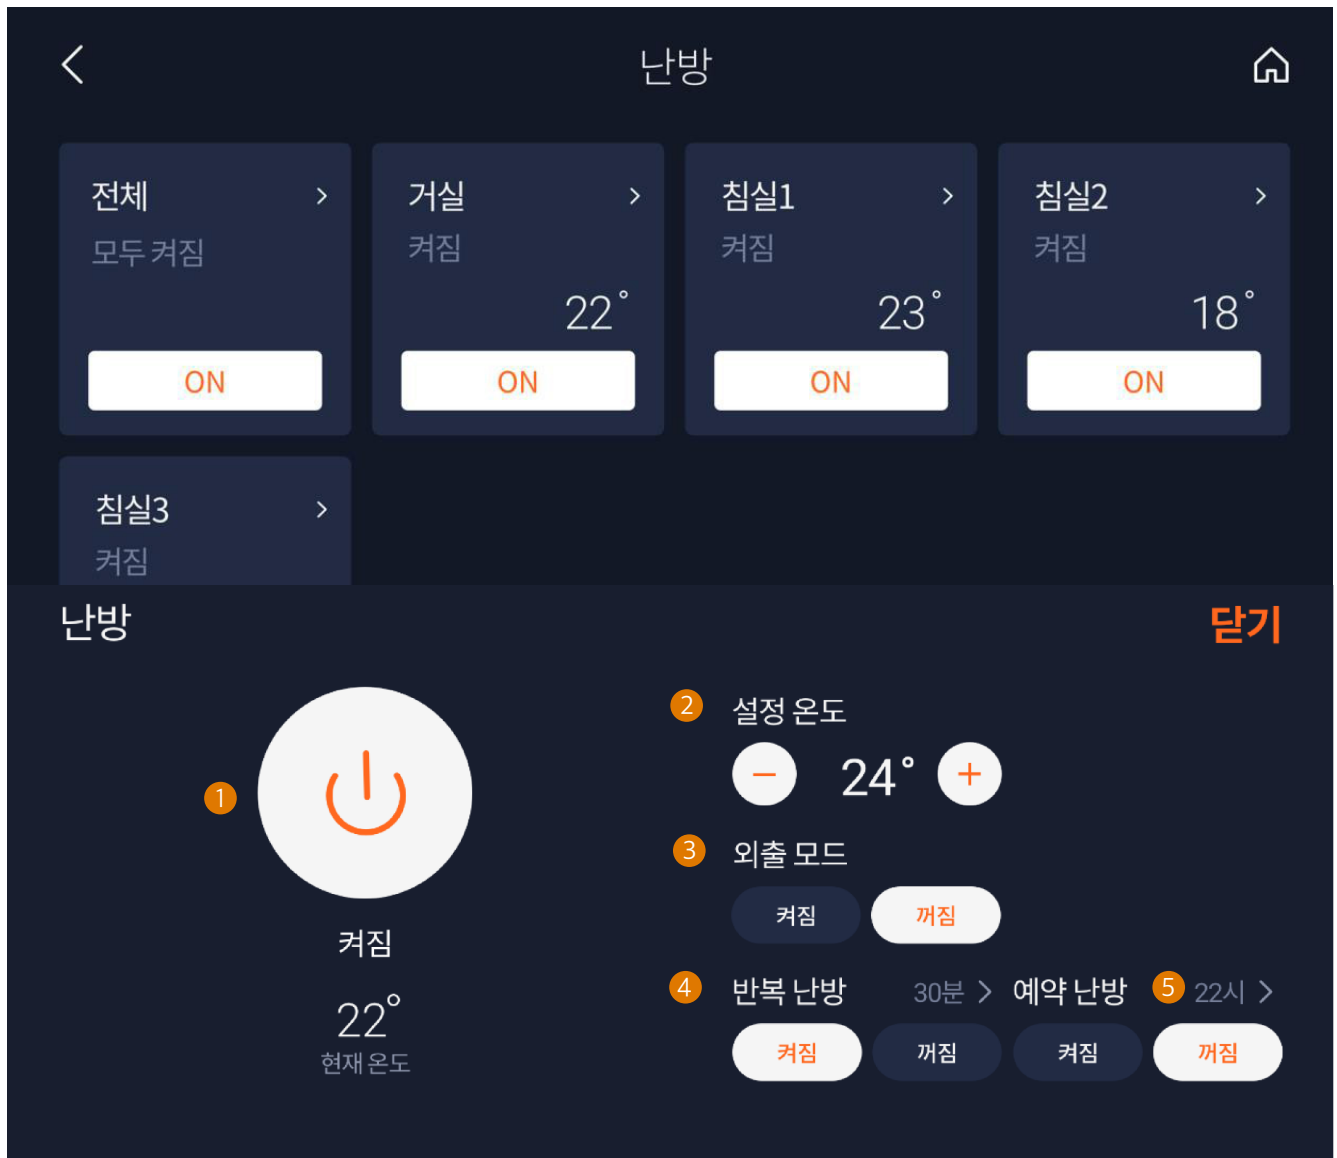 난방
전체
모두 켜짐
ON
거실
켜짐
22°
ON
침실1
켜짐
23°
ON
침실2
켜짐
18°
ON
침실3
켜짐
난방
닫기
1
켜짐
22°
현재 온도
2 설정 온도
− 24° +
3 외출 모드
켜짐 꺼짐
4 반복 난방 30분 > 예약 난방 5 22시 >
켜짐 꺼짐 켜짐 꺼짐